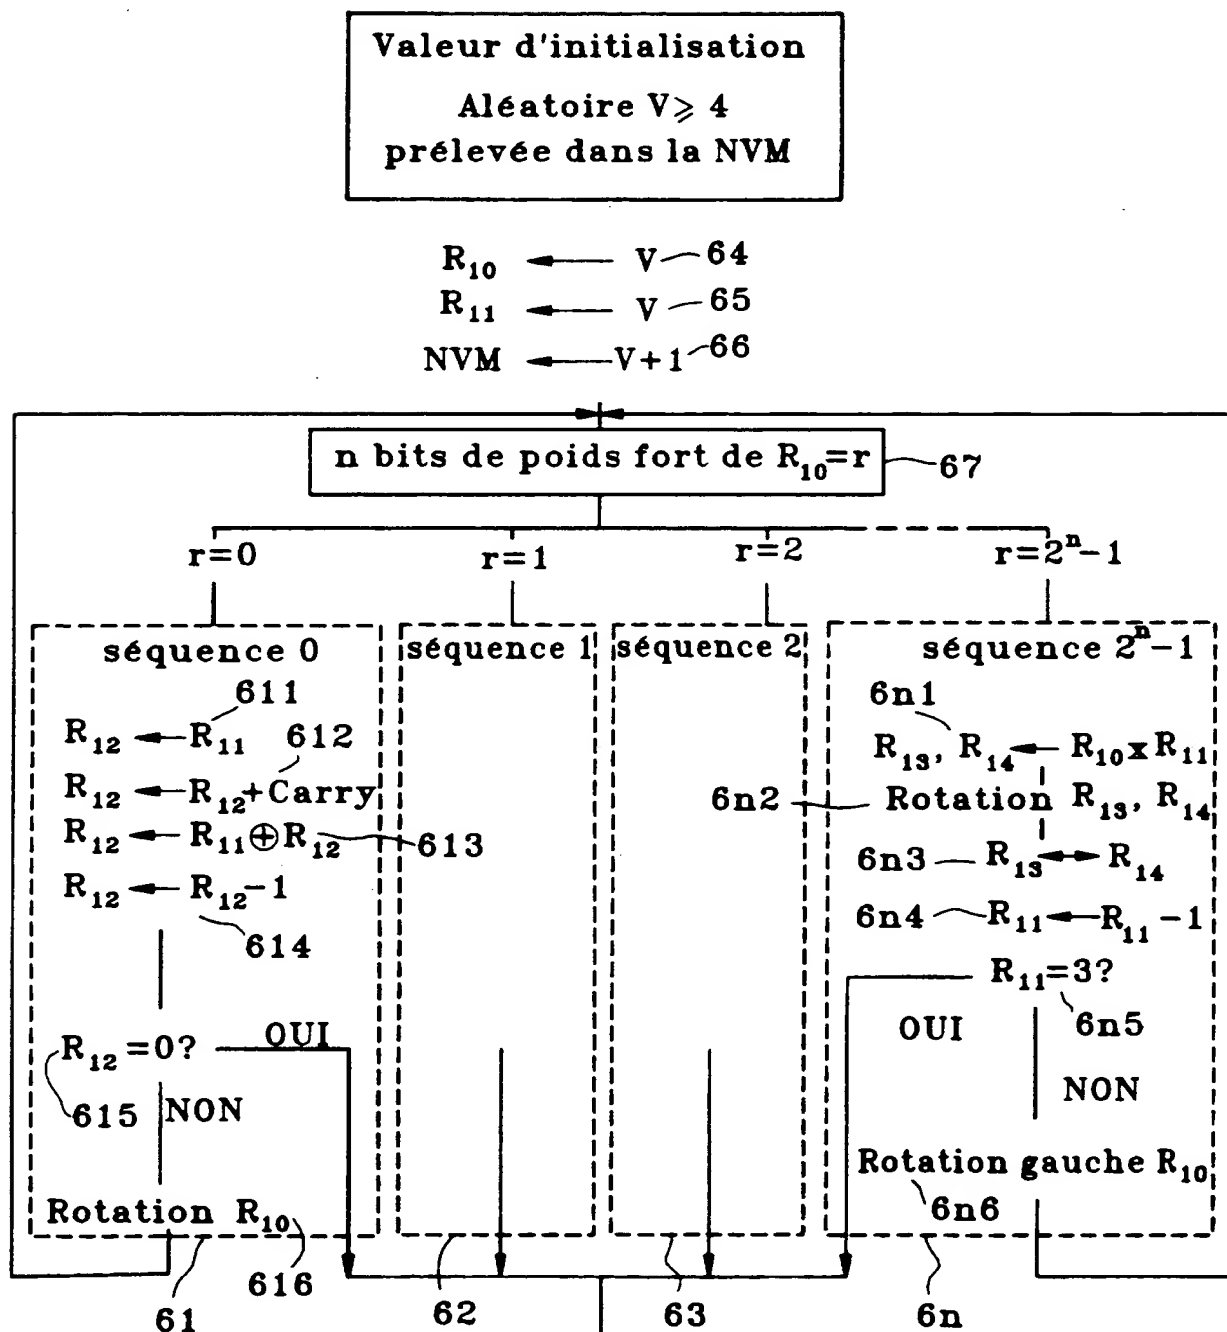 Valeur d'initialisation
Aléatoire V⩾ 4
prélevée dans la NVM
R₁₀ ← V 64
R₁₁ ← V 65
NVM ← V+1 66
n bits de poids fort de R₁₀=r 67
r=0 r=1 r=2 r=2ⁿ-1
séquence 0
611
R₁₂ ← R₁₁
612
R₁₂ ← R₁₂+Carry
R₁₂ ← R₁₁⊕R₁₂ 613
R₁₂ ← R₁₂-1
614
R₁₂=0? OUI
615 NON
Rotation R₁₀
616
61
séquence 1
62
séquence 2
63
séquence 2ⁿ-1
6n1
R₁₃, R₁₄ ← R₁₀xR₁₁
6n2 Rotation R₁₃, R₁₄
6n3 R₁₃ ↔ R₁₄
6n4 R₁₁ ← R₁₁-1
R₁₁=3?
OUI 6n5
NON
Rotation gauche R₁₀
6n6
6n